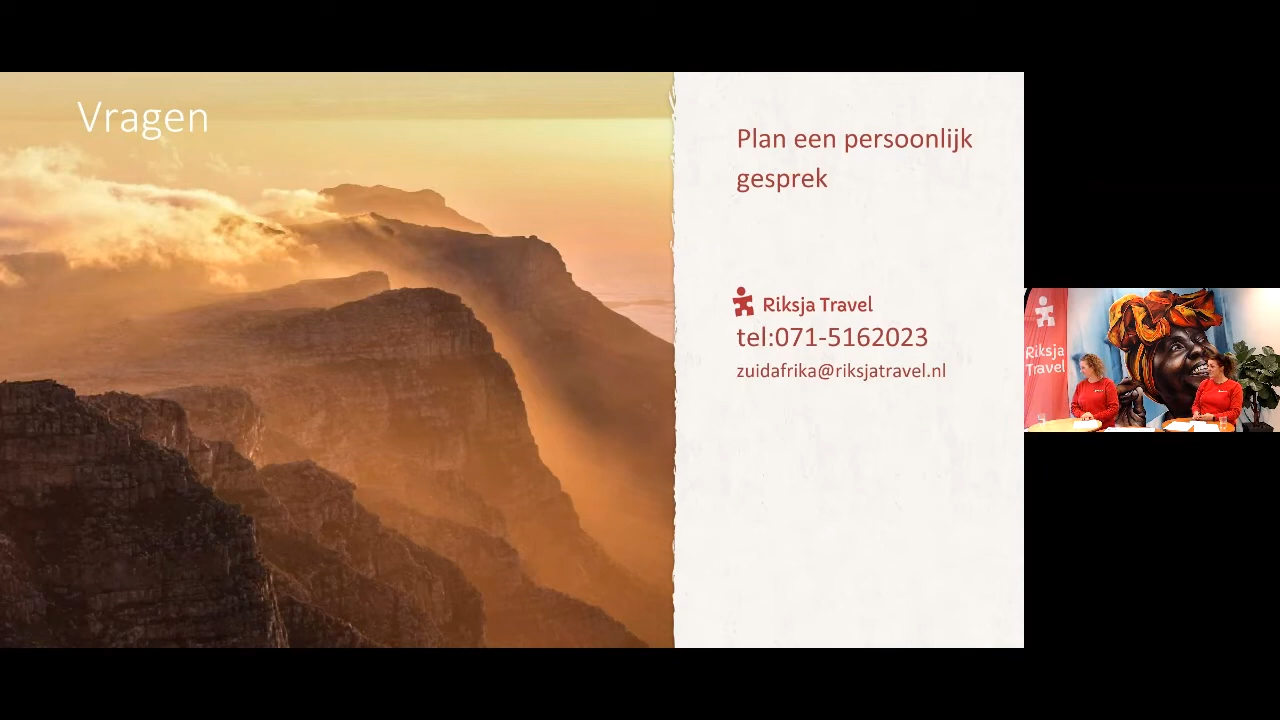 Vragen
Plan een persoonlijk
gesprek
Riksja Travel
tel:071-5162023
zuidafrika@riksjatravel.nl
Riksja
Travel